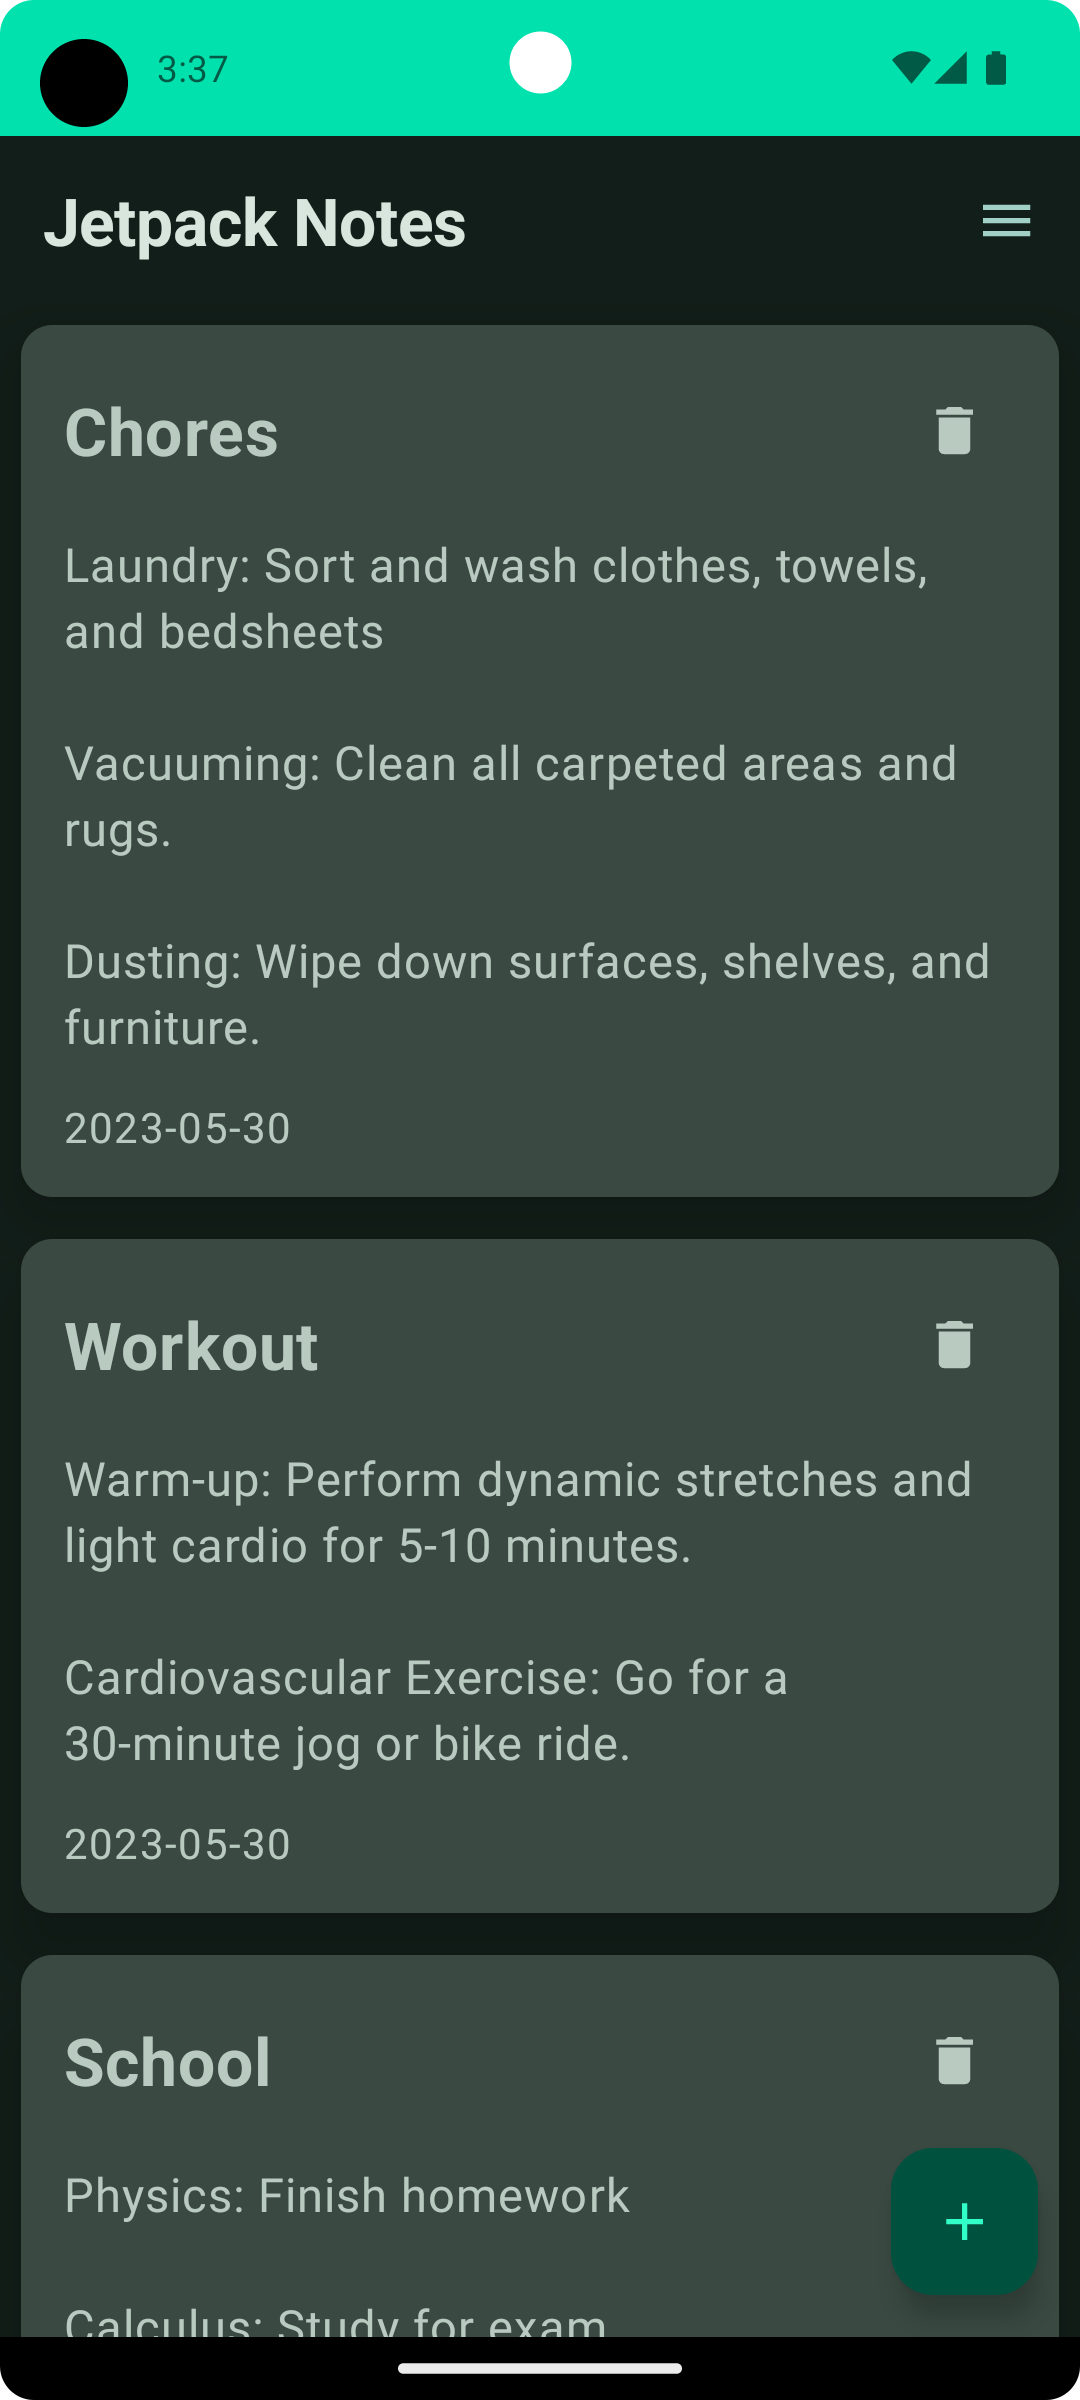 3:37
Jetpack Notes
Chores
Laundry: Sort and wash clothes, towels,
and bedsheets
Vacuuming: Clean all carpeted areas and
rugs.
Dusting: Wipe down surfaces, shelves, and
furniture.
2023-05-30
Workout
Warm-up: Perform dynamic stretches and
light cardio for 5-10 minutes.
Cardiovascular Exercise: Go for a
30-minute jog or bike ride.
2023-05-30
School
Physics: Finish homework
Calculus: Study for exam